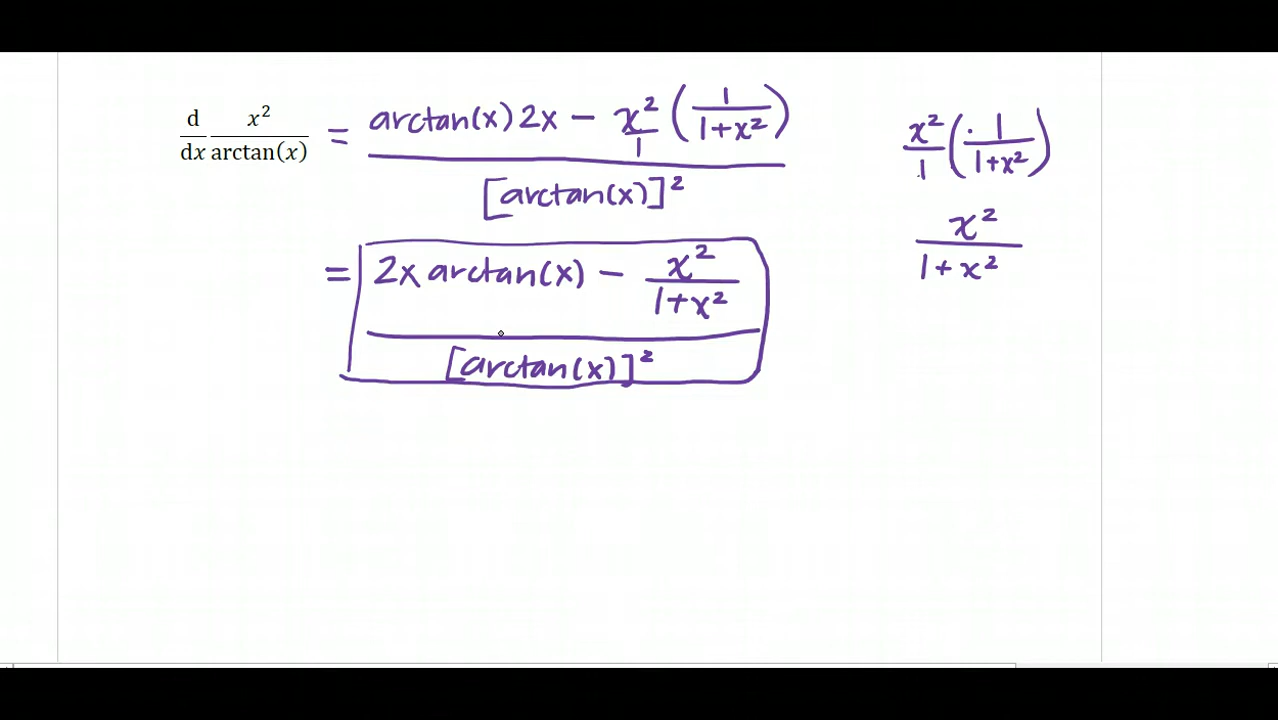 d/dx x²/arctan(x) = (arctan(x) 2x − x²/1 (1/(1+x²)))/[arctan(x)]²
x²/1 (· 1/(1+x²))
x²/(1+x²)
= (2x arctan(x) − x²/(1+x²))/[arctan(x)]²